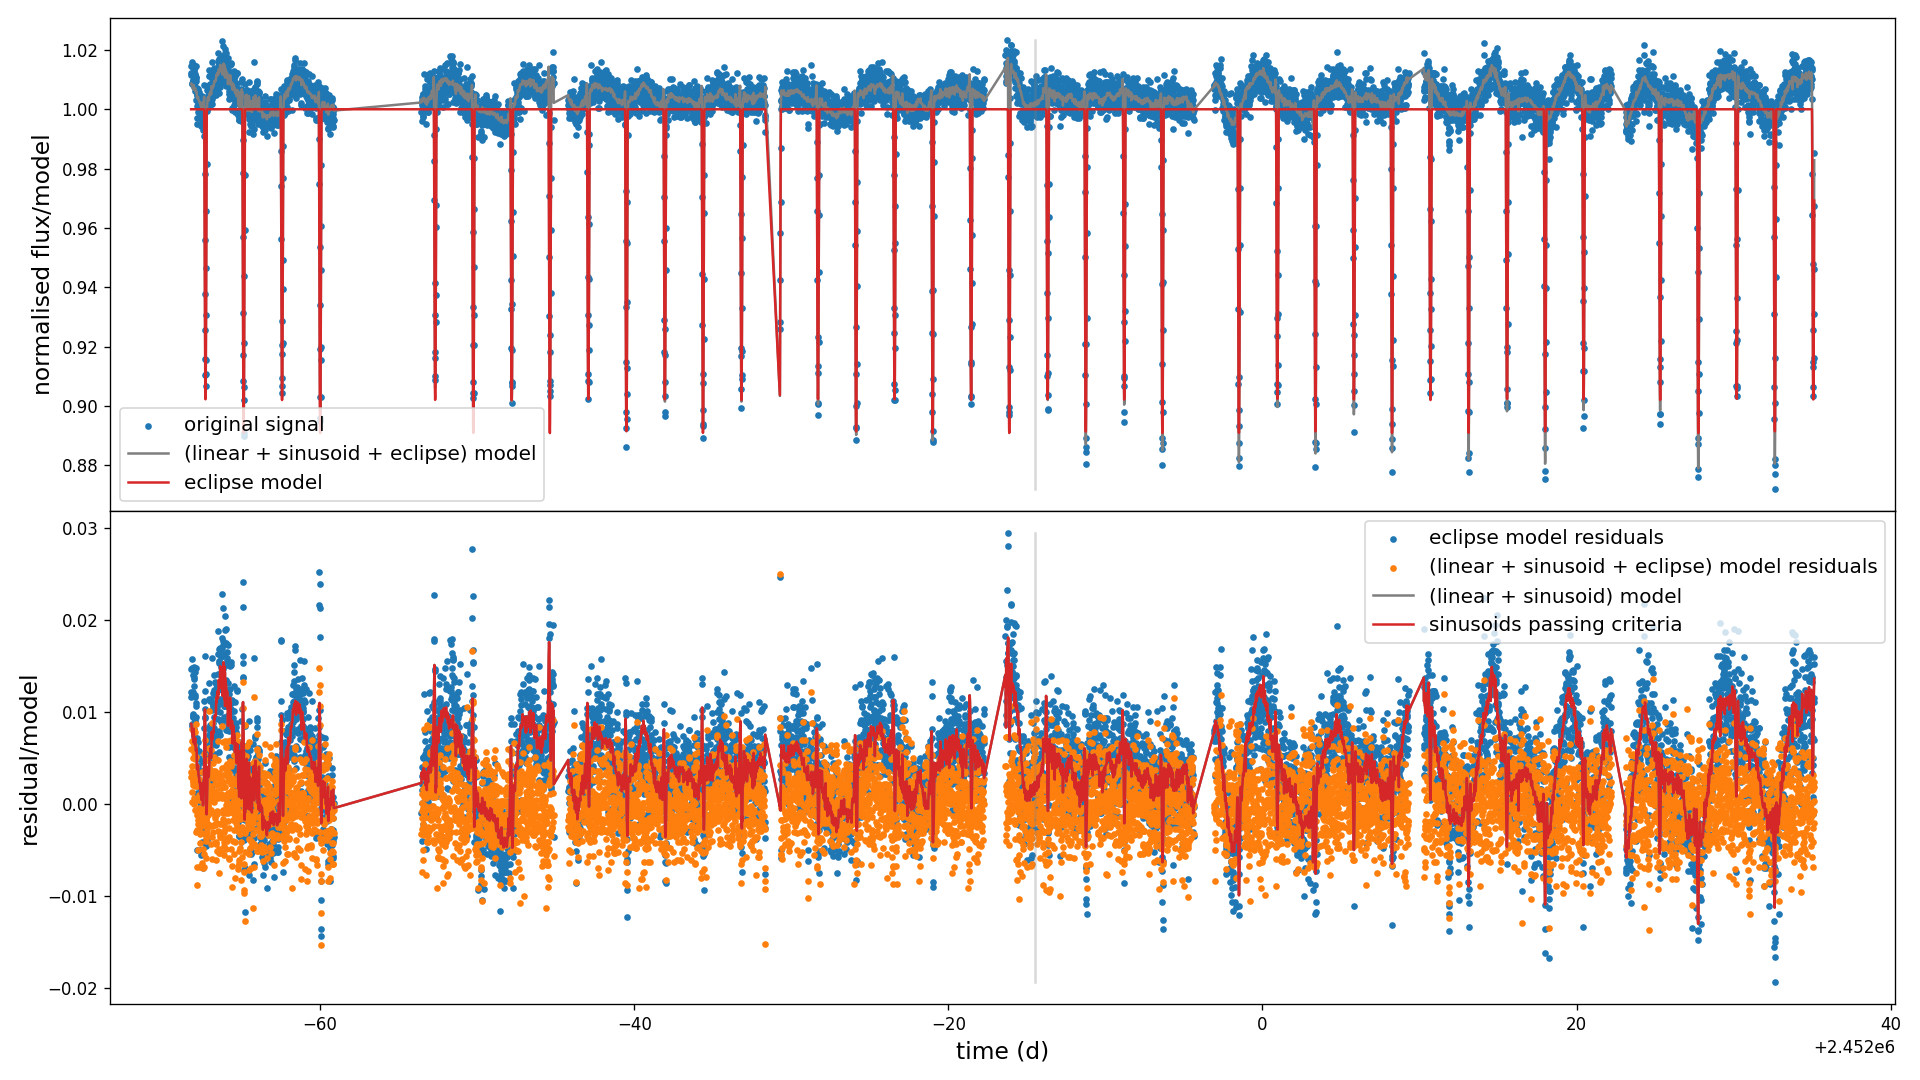 1.02
1.00
0.98
0.96
0.94
0.92
0.90
0.88
normalised flux/model
original signal
(linear + sinusoid + eclipse) model
eclipse model
0.03
0.02
0.01
0.00
−0.01
−0.02
residual/model
eclipse model residuals
(linear + sinusoid + eclipse) model residuals
(linear + sinusoid) model
sinusoids passing criteria
−60
−40
−20
0
20
40
time (d)
+2.452e6